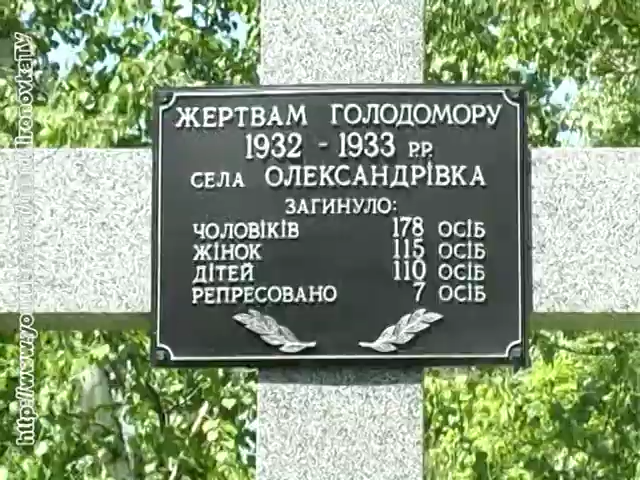 ЖЕРТВАМ ГОЛОДОМОРУ
1932 - 1933 Р.Р.
СЕЛА ОЛЕКСАНДРІВКА
ЗАГИНУЛО:
ЧОЛОВІКІВ 178 ОСІБ
ЖІНОК 115 ОСІБ
ДІТЕЙ 110 ОСІБ
РЕПРЕСОВАНО 7 ОСІБ